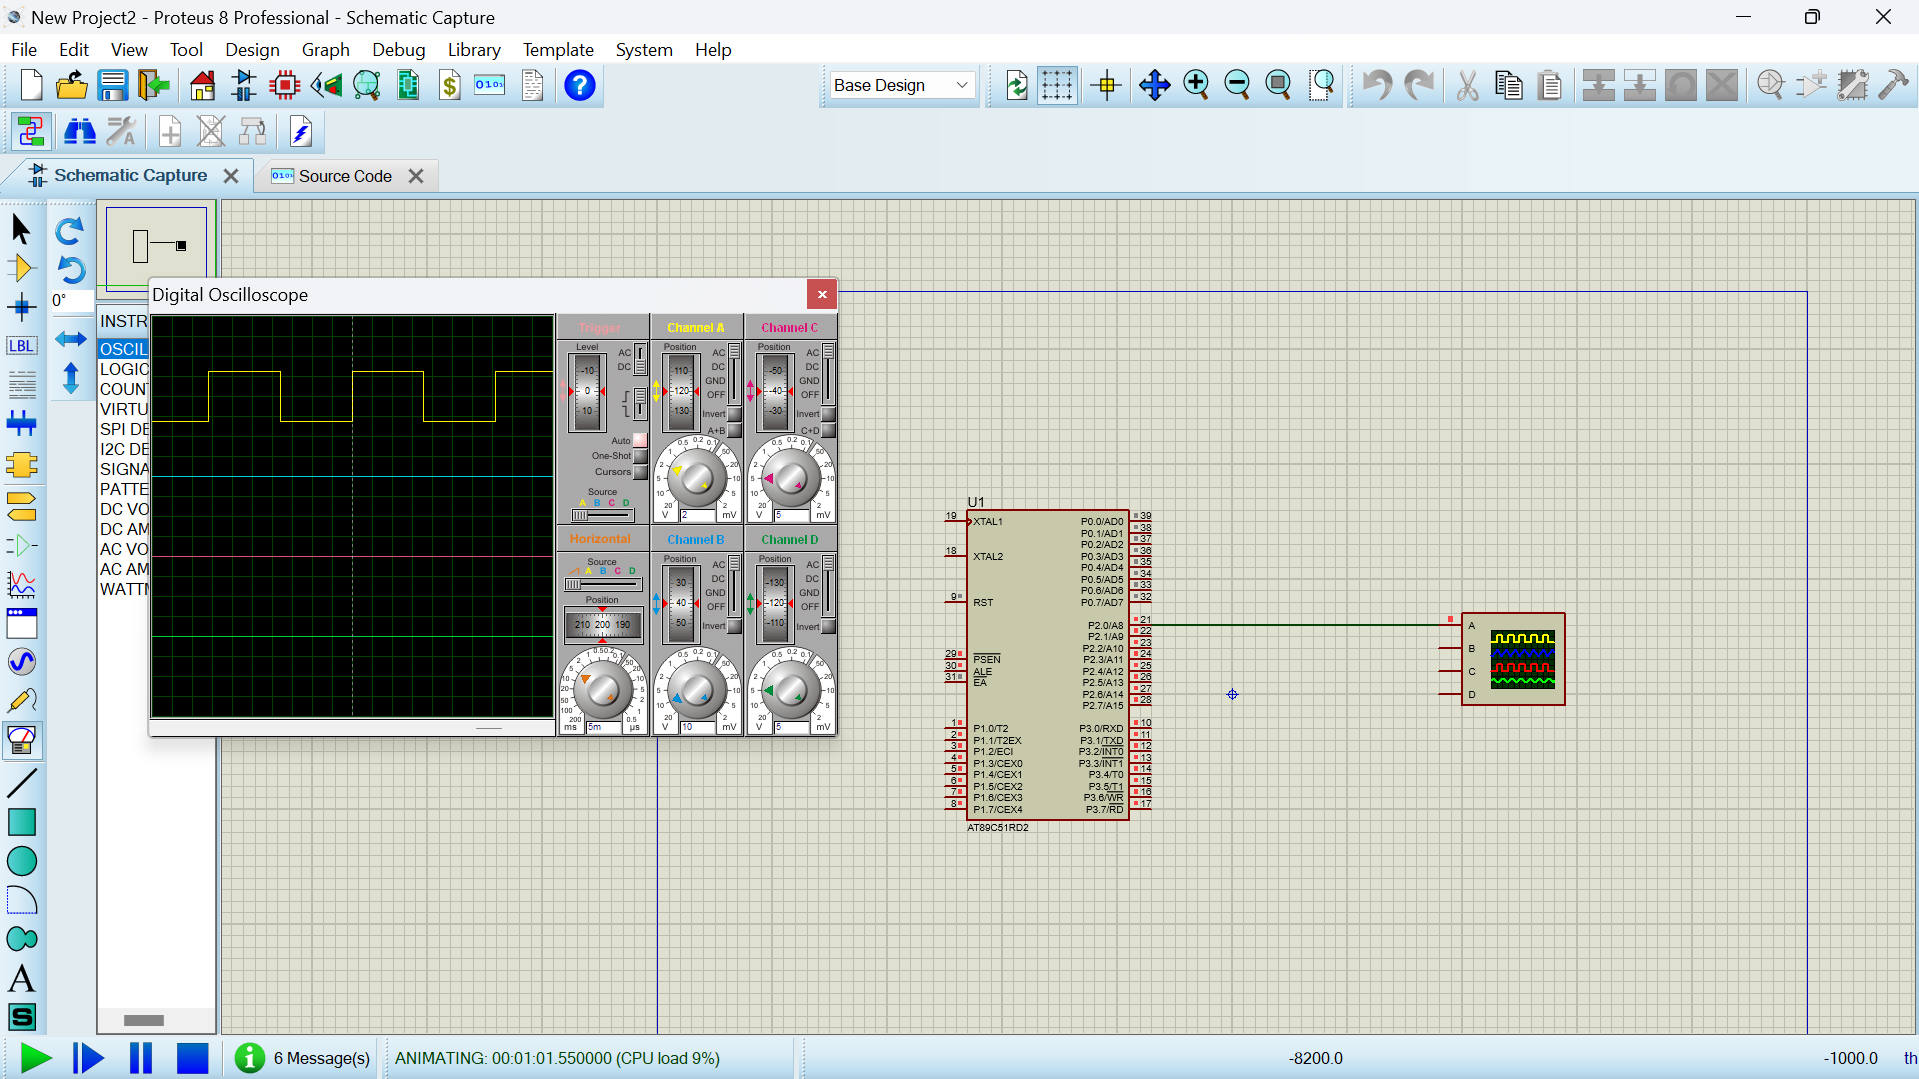 New Project2 - Proteus 8 Professional - Schematic Capture
File Edit View Tool Design Graph Debug Library Template System Help
Base Design
Schematic Capture
Source Code
0°
LBL
INSTR
OSCIL
LOGIC
COUN
VIRTU
SPI DE
I2C DE
SIGNA
PATTE
DC VO
DC AM
AC VO
AC AM
WATT
Digital Oscilloscope
Trigger
Level
AC
DC
-10
0
10
Auto
One-Shot
Cursors
Source
A B C D
Channel A
Position
AC
DC
GND
OFF
-110
-120
-130
Invert
A+B
V 2 mV
Channel C
Position
AC
DC
GND
OFF
-50
-40
-30
Invert
C+D
V 5 mV
Horizontal
Source
A B C D
Position
210 200 190
ms 5m µs
Channel B
Position
AC
DC
GND
OFF
30
40
50
Invert
V 10 mV
Channel D
Position
AC
DC
GND
OFF
-130
-120
-110
Invert
V 5 mV
U1
19 XTAL1
18 XTAL2
9 RST
29 PSEN
30 ALE
31 EA
1 P1.0/T2
2 P1.1/T2EX
3 P1.2/ECI
4 P1.3/CEX0
5 P1.4/CEX1
6 P1.5/CEX2
7 P1.6/CEX3
8 P1.7/CEX4
P0.0/AD0 39
P0.1/AD1 38
P0.2/AD2 37
P0.3/AD3 36
P0.4/AD4 35
P0.5/AD5 34
P0.6/AD6 33
P0.7/AD7 32
P2.0/A8 21
P2.1/A9 22
P2.2/A10 23
P2.3/A11 24
P2.4/A12 25
P2.5/A13 26
P2.6/A14 27
P2.7/A15 28
P3.0/RXD 10
P3.1/TXD 11
P3.2/INT0 12
P3.3/INT1 13
P3.4/T0 14
P3.5/T1 15
P3.6/WR 16
P3.7/RD 17
AT89C51RD2
A
B
C
D
6 Message(s)
ANIMATING: 00:01:01.550000 (CPU load 9%)
-8200.0
-1000.0
th